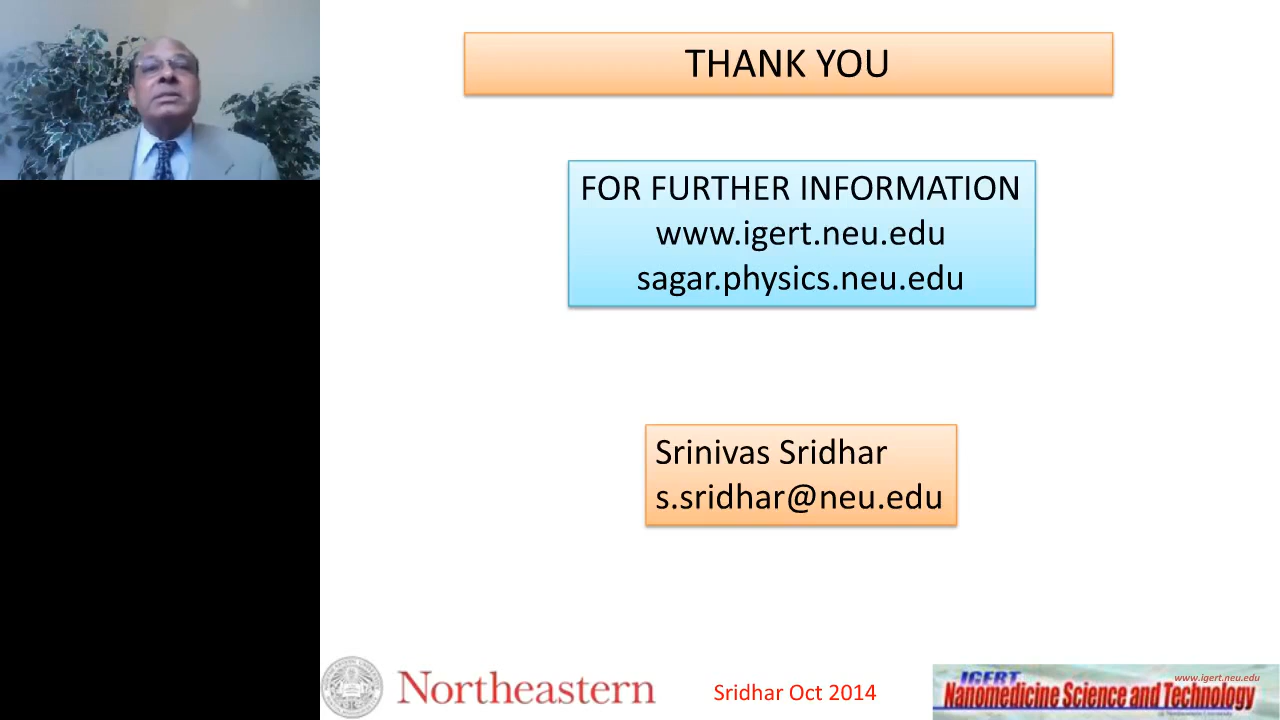 THANK YOU
FOR FURTHER INFORMATION
www.igert.neu.edu
sagar.physics.neu.edu
Srinivas Sridhar
s.sridhar@neu.edu
Northeastern
Sridhar Oct 2014
www.igert.neu.edu
IGERT
Nanomedicine Science and Technology